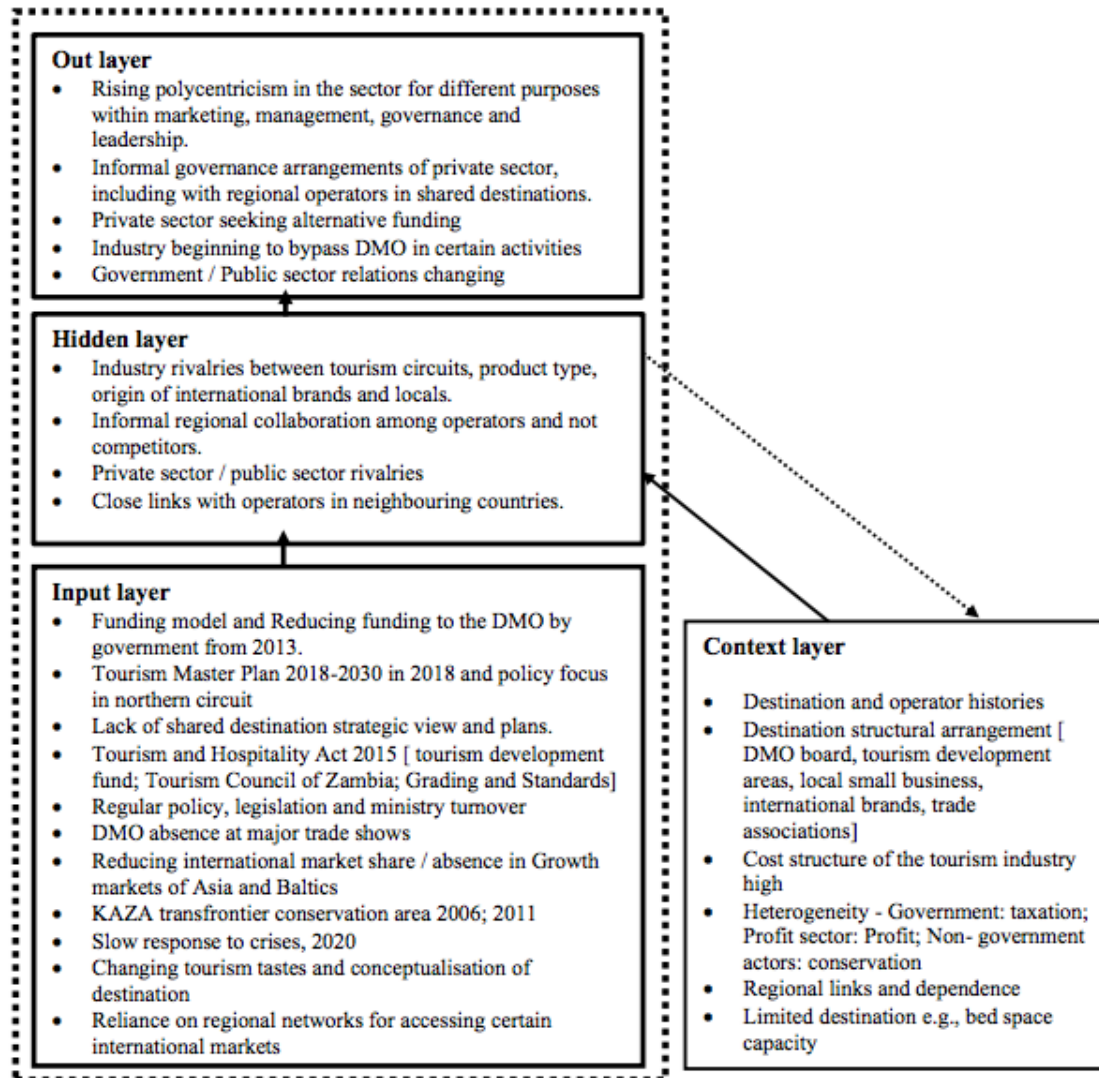 Out layer
• Rising polycentricism in the sector for different purposes
within marketing, management, governance and
leadership.
• Informal governance arrangements of private sector,
including with regional operators in shared destinations.
• Private sector seeking alternative funding
• Industry beginning to bypass DMO in certain activities
• Government / Public sector relations changing
Hidden layer
• Industry rivalries between tourism circuits, product type,
origin of international brands and locals.
• Informal regional collaboration among operators and not
competitors.
• Private sector / public sector rivalries
• Close links with operators in neighbouring countries.
Input layer
• Funding model and Reducing funding to the DMO by
government from 2013.
• Tourism Master Plan 2018-2030 in 2018 and policy focus
in northern circuit
• Lack of shared destination strategic view and plans.
• Tourism and Hospitality Act 2015 [ tourism development
fund; Tourism Council of Zambia; Grading and Standards]
• Regular policy, legislation and ministry turnover
• DMO absence at major trade shows
• Reducing international market share / absence in Growth
markets of Asia and Baltics
• KAZA transfrontier conservation area 2006; 2011
• Slow response to crises, 2020
• Changing tourism tastes and conceptualisation of
destination
• Reliance on regional networks for accessing certain
international markets
Context layer
• Destination and operator histories
• Destination structural arrangement [
DMO board, tourism development
areas, local small business,
international brands, trade
associations]
• Cost structure of the tourism industry
high
• Heterogeneity - Government: taxation;
Profit sector: Profit; Non- government
actors: conservation
• Regional links and dependence
• Limited destination e.g., bed space
capacity